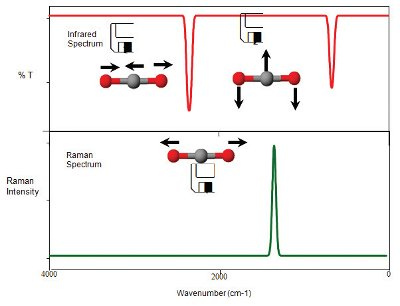 Infrared
Spectrum
% T
Raman
Spectrum
Raman
Intensity
4000
2000
0
Wavenumber (cm-1)